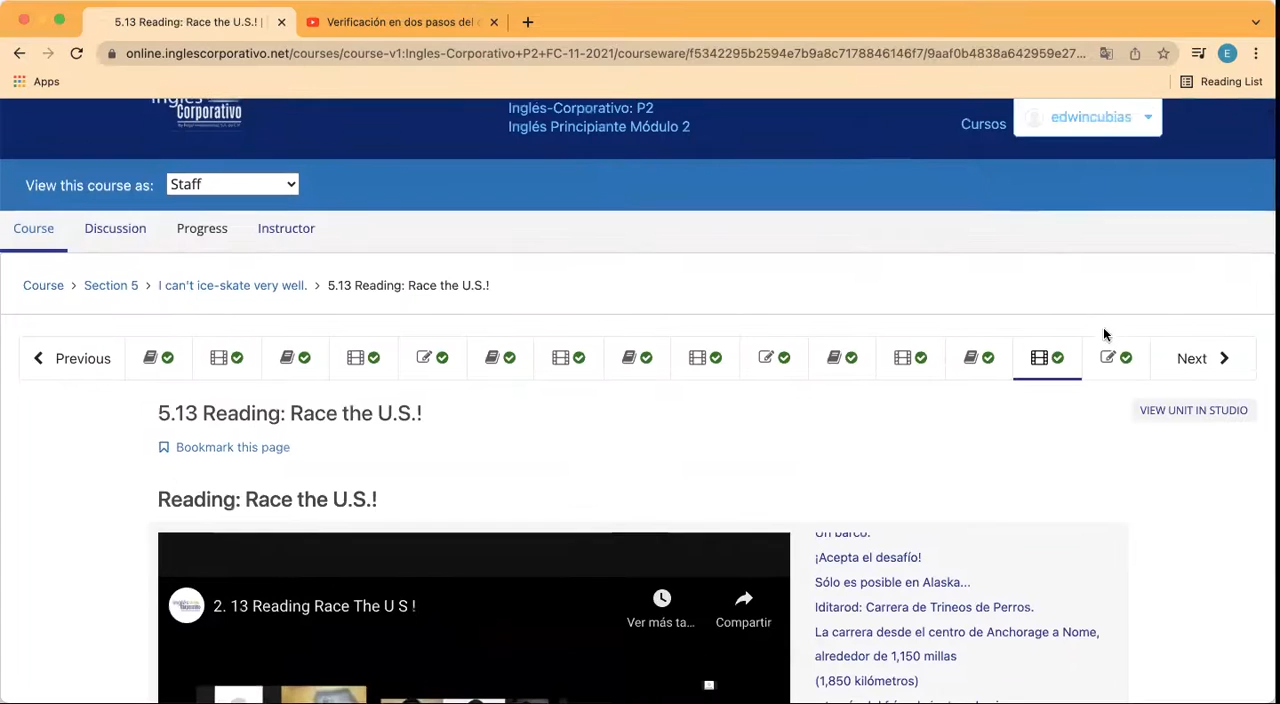 5.13 Reading: Race the U.S.! |
Verificación en dos pasos del
online.inglescorporativo.net/courses/course-v1:Ingles-Corporativo+P2+FC-11-2021/courseware/f5342295b2594e7b9a8c7178846146f7/9aaf0b4838a642959e27...
E
Apps
Reading List
Inglés
Corporativo
Inglés-Corporativo: P2
Inglés Principiante Módulo 2
Cursos
edwincubias
View this course as:
Staff
Course
Discussion
Progress
Instructor
Course > Section 5 > I can't ice-skate very well. > 5.13 Reading: Race the U.S.!
Previous
Next
5.13 Reading: Race the U.S.!
VIEW UNIT IN STUDIO
Bookmark this page
Reading: Race the U.S.!
2. 13 Reading Race The U S !
Ver más ta...
Compartir
Un barco.
¡Acepta el desafío!
Sólo es posible en Alaska...
Iditarod: Carrera de Trineos de Perros.
La carrera desde el centro de Anchorage a Nome,
alrededor de 1,150 millas
(1,850 kilómetros)